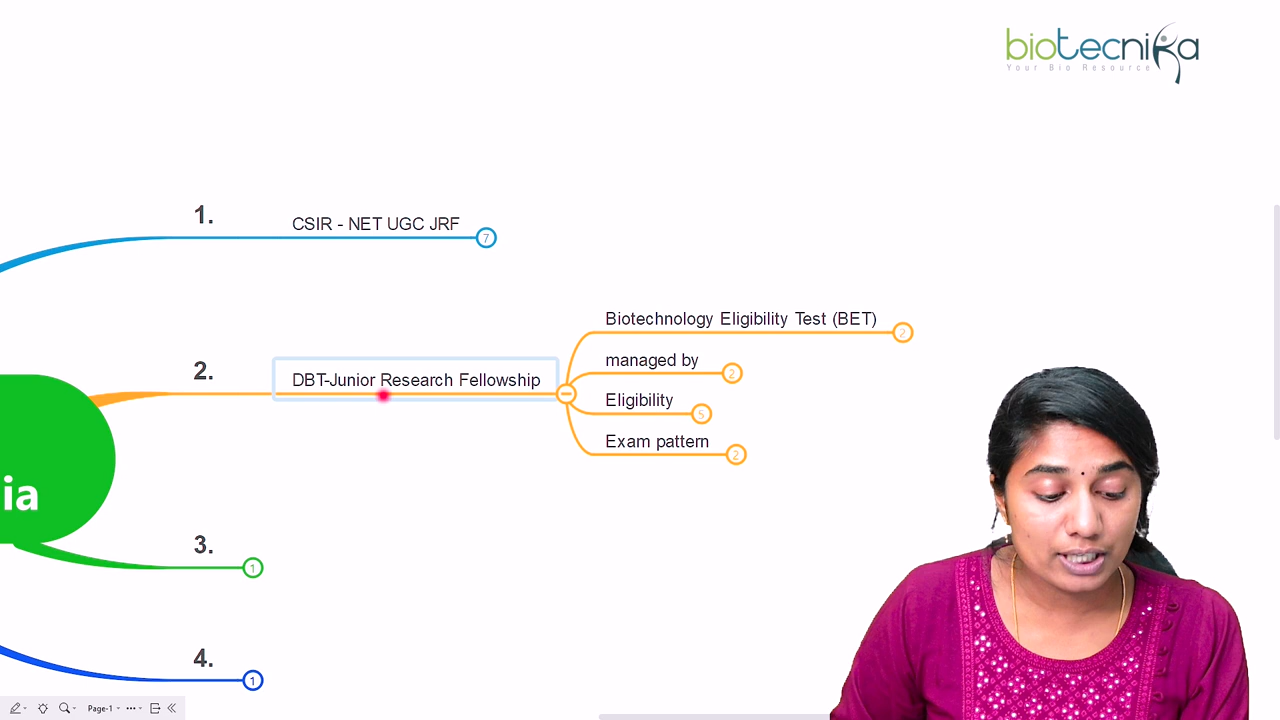 biotecnika
Your Bio Resource
1.
CSIR - NET UGC JRF
7
Biotechnology Eligibility Test (BET)
2
managed by
2
2.
DBT-Junior Research Fellowship
Eligibility
5
Exam pattern
2
ia
3.
1
4.
1
Page-1